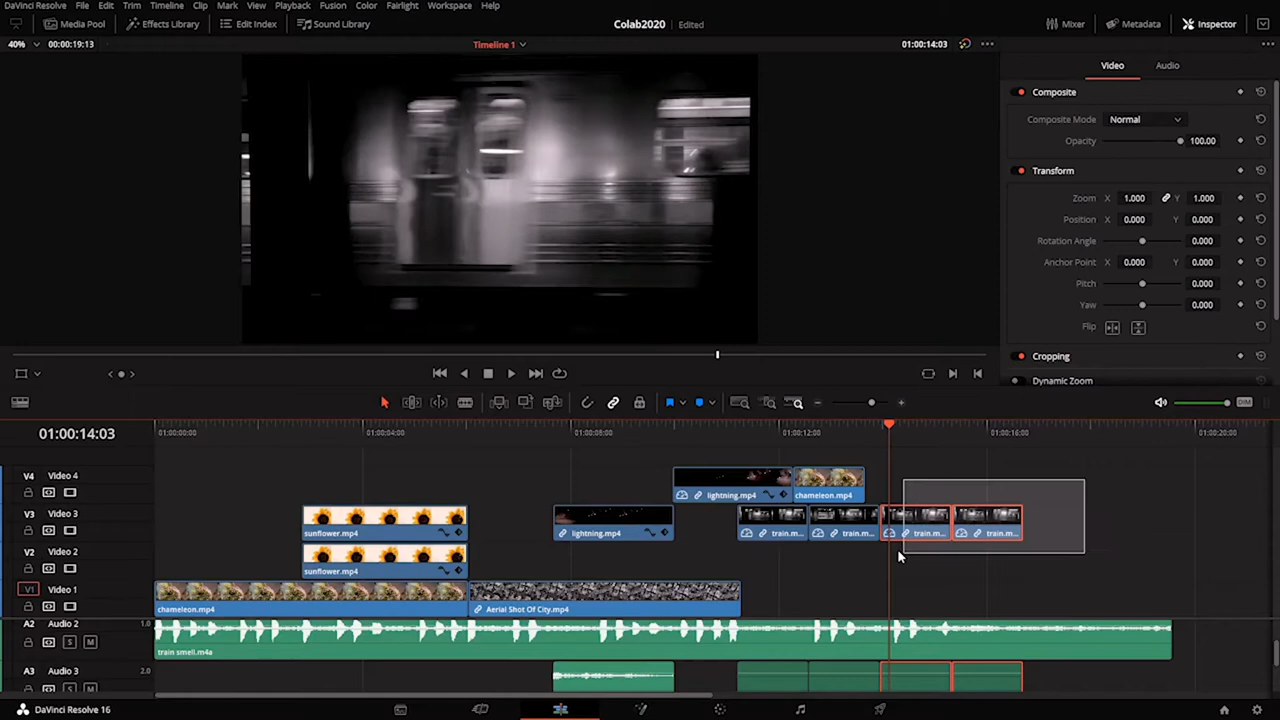 DaVinci Resolve File Edit Trim Timeline Clip Mark View Playback Fusion Color Fairlight Workspace Help
Media Pool Effects Library Edit Index Sound Library Colab2020 Edited Mixer Metadata Inspector
40% 00:00:19:13 Timeline 1 01:00:14:03
Video Audio
Composite
Composite Mode Normal
Opacity 100.00
Transform
Zoom X 1.000 Y 1.000
Position X 0.000 Y 0.000
Rotation Angle 0.000
Anchor Point X 0.000 Y 0.000
Pitch 0.000
Yaw 0.000
Flip
Cropping
Dynamic Zoom
DIM
01:00:14:03 01:00:00:00 01:00:04:00 01:00:08:00 01:00:12:00 01:00:16:00 01:00:20:00
V4 Video 4
lightning.mp4 chameleon.mp4
V3 Video 3
sunflower.mp4 lightning.mp4 train.m... train.m... train.m... train.m...
V2 Video 2
sunflower.mp4
V1 Video 1
chameleon.mp4 Aerial Shot Of City.mp4
A2 Audio 2
S M
train smell.m4a
A3 Audio 3 2.0
S M
DaVinci Resolve 16